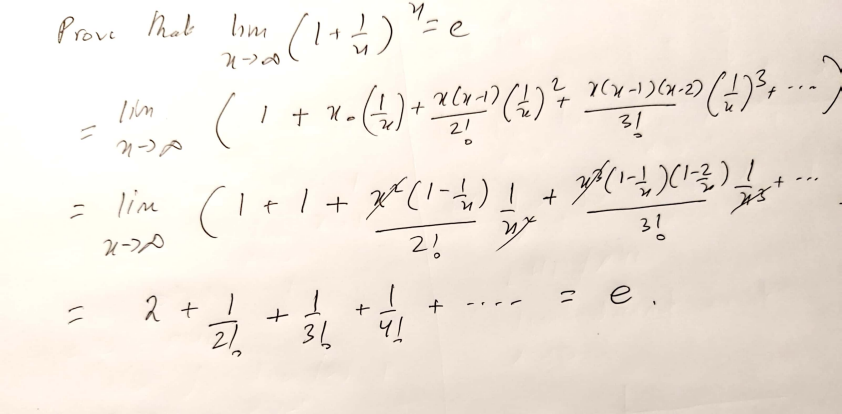 Prove that lim x→∞ (1 + 1/x)^x = e
= lim x→∞ (1 + x·(1/x) + x(x-1)/2! (1/x)^2 + x(x-1)(x-2)/3! (1/x)^3 + ....)
= lim x→∞ (1 + 1 + x^2(1-1/x)/2! 1/x^2 + x^3(1-1/x)(1-2/x)/3! 1/x^3 + ...
= 2 + 1/2! + 1/3! + 1/4! + ..... = e.